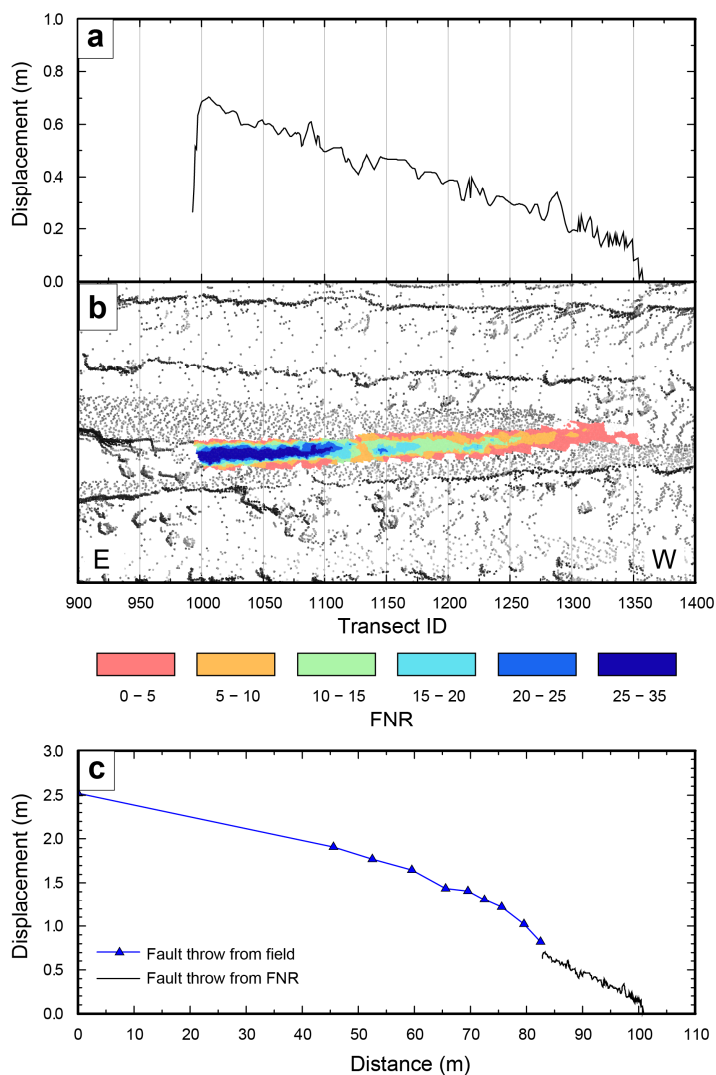 a
Displacement (m)
1.0
0.8
0.6
0.4
0.2
0.0
b
E
W
900 950 1000 1050 1100 1150 1200 1250 1300 1350 1400
Transect ID
0 – 5 5 – 10 10 – 15 15 – 20 20 – 25 25 – 35
FNR
c
Displacement (m)
3.0
2.5
2.0
1.5
1.0
0.5
0.0
Fault throw from field
Fault throw from FNR
0 10 20 30 40 50 60 70 80 90 100 110
Distance (m)